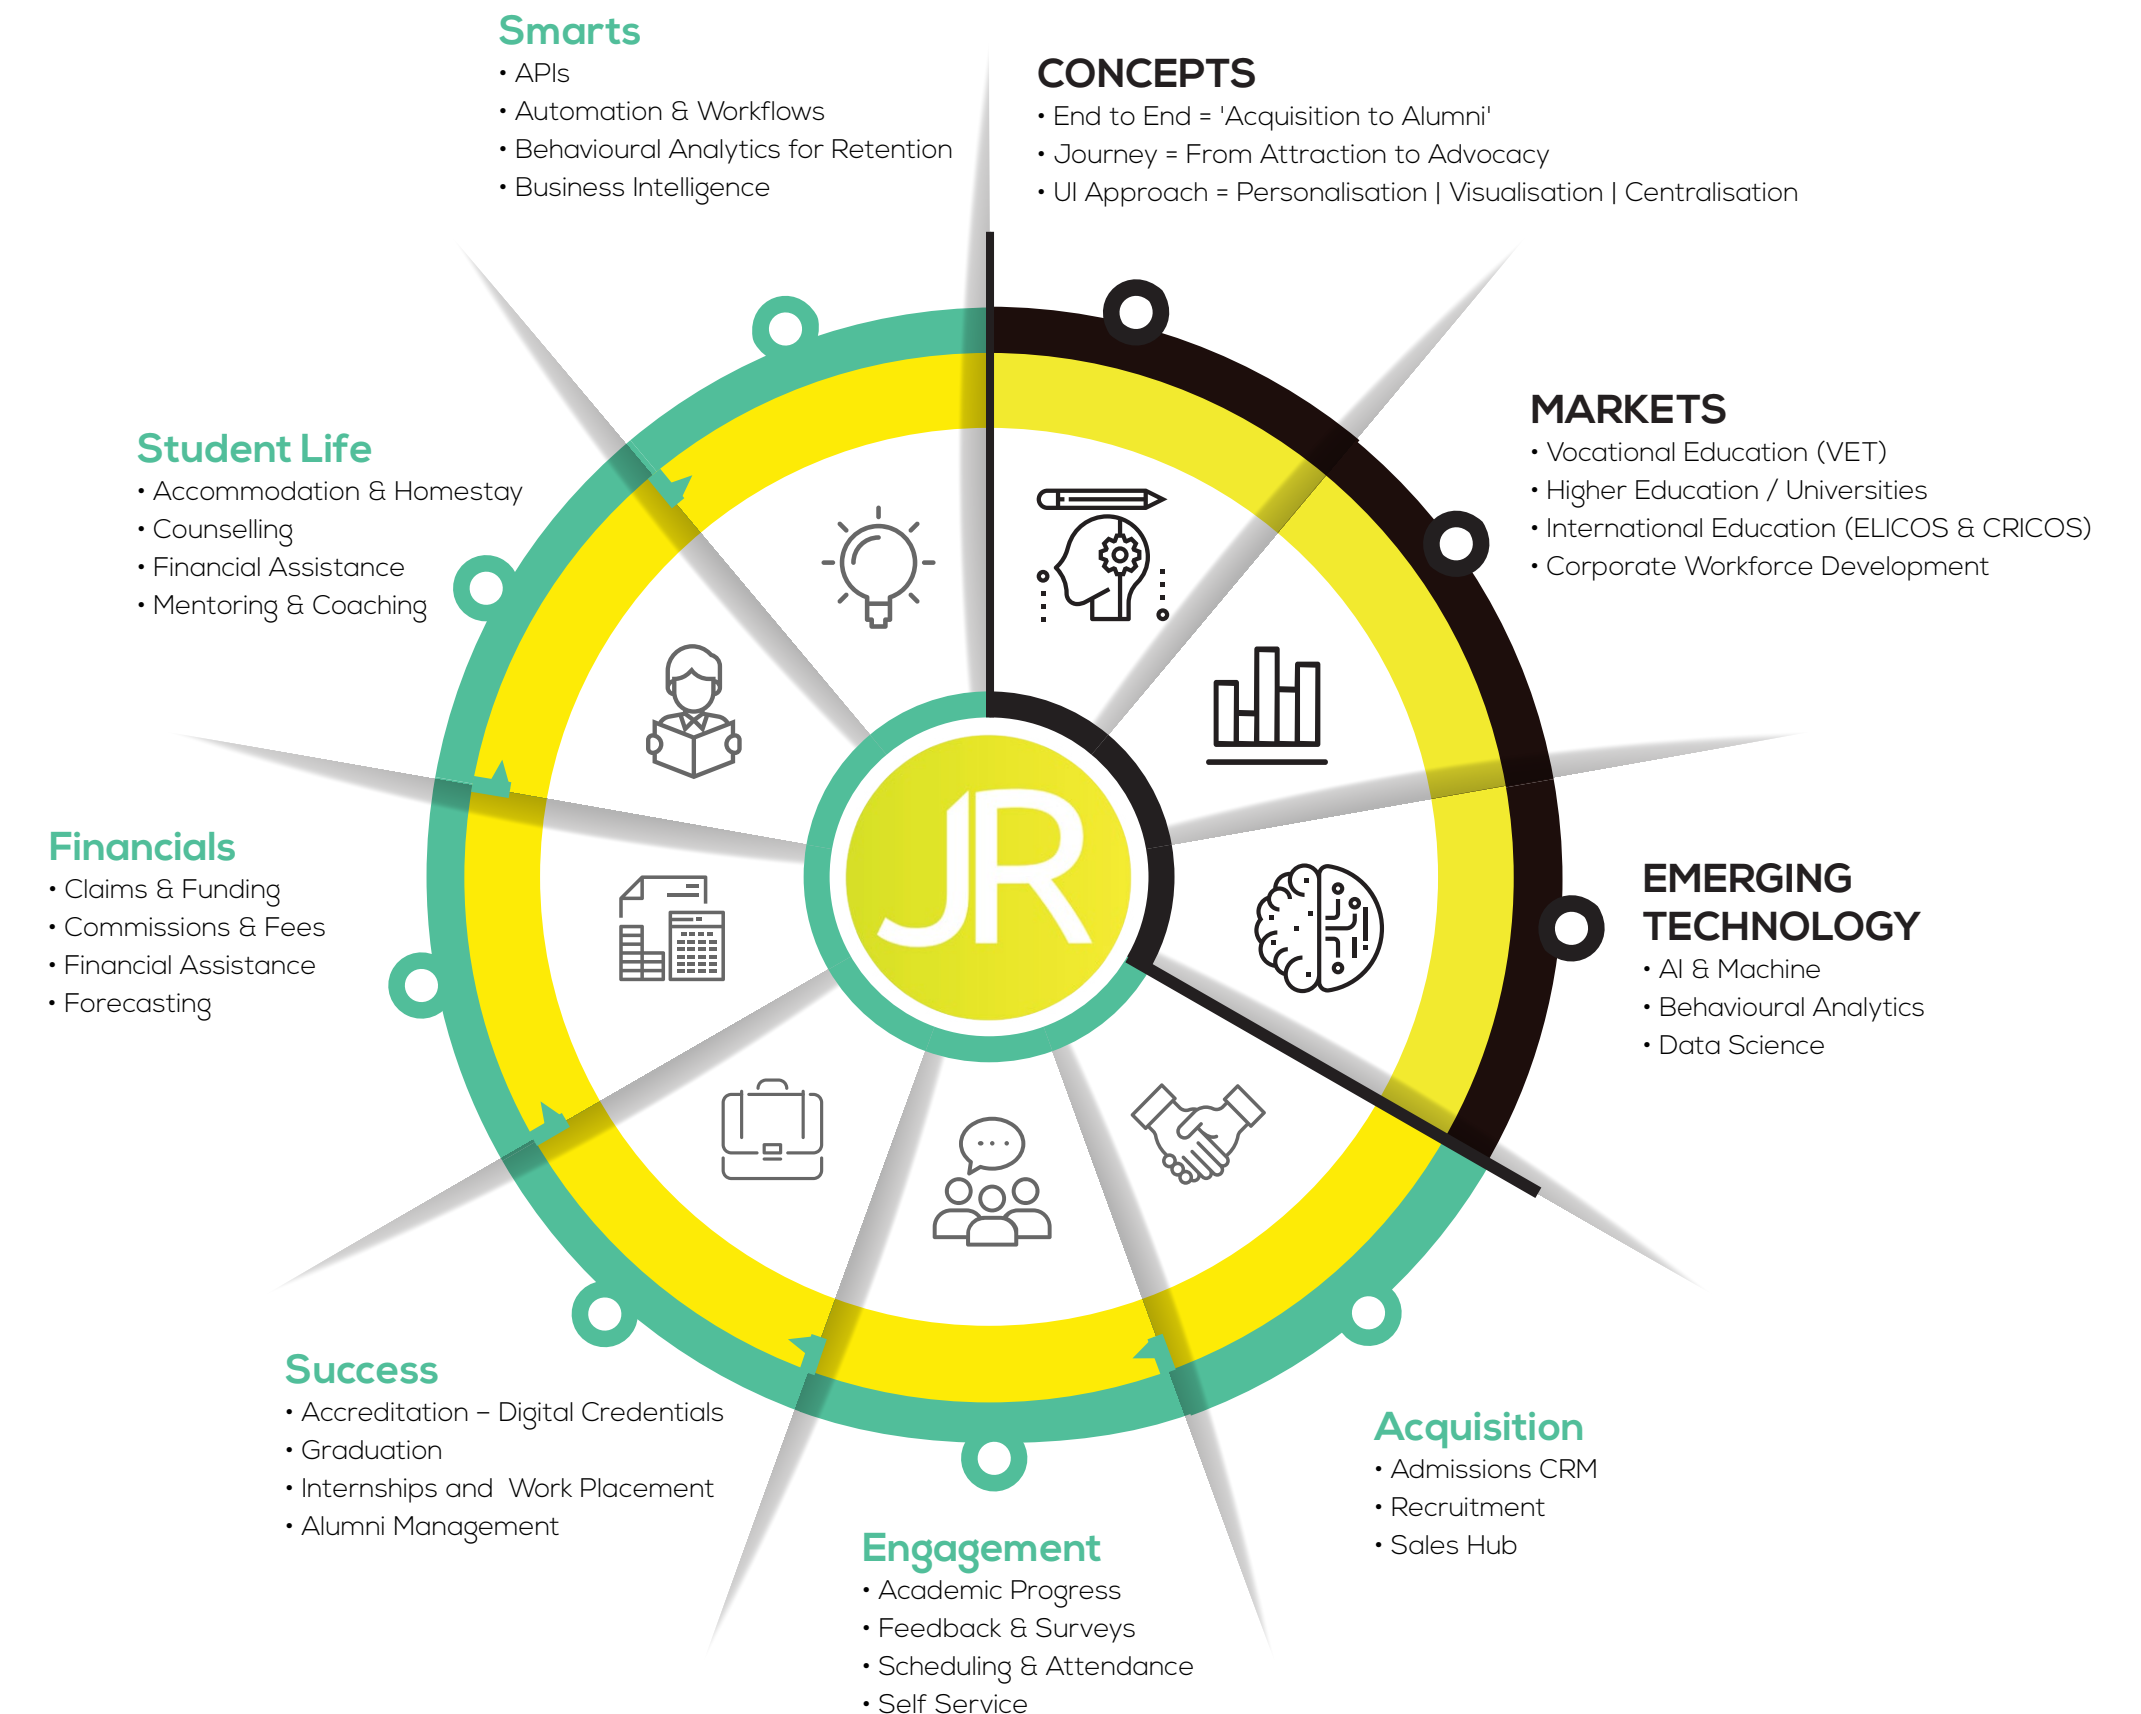 Smarts
• APIs
• Automation & Workflows
• Behavioural Analytics for Retention
• Business Intelligence
CONCEPTS
• End to End = 'Acquisition to Alumni'
• Journey = From Attraction to Advocacy
• UI Approach = Personalisation | Visualisation | Centralisation
MARKETS
• Vocational Education (VET)
• Higher Education / Universities
• International Education (ELICOS & CRICOS)
• Corporate Workforce Development
Student Life
• Accommodation & Homestay
• Counselling
• Financial Assistance
• Mentoring & Coaching
JR
Financials
• Claims & Funding
• Commissions & Fees
• Financial Assistance
• Forecasting
EMERGING
TECHNOLOGY
• AI & Machine
• Behavioural Analytics
• Data Science
Success
• Accreditation – Digital Credentials
• Graduation
• Internships and  Work Placement
• Alumni Management
Engagement
• Academic Progress
• Feedback & Surveys
• Scheduling & Attendance
• Self Service
Acquisition
• Admissions CRM
• Recruitment
• Sales Hub